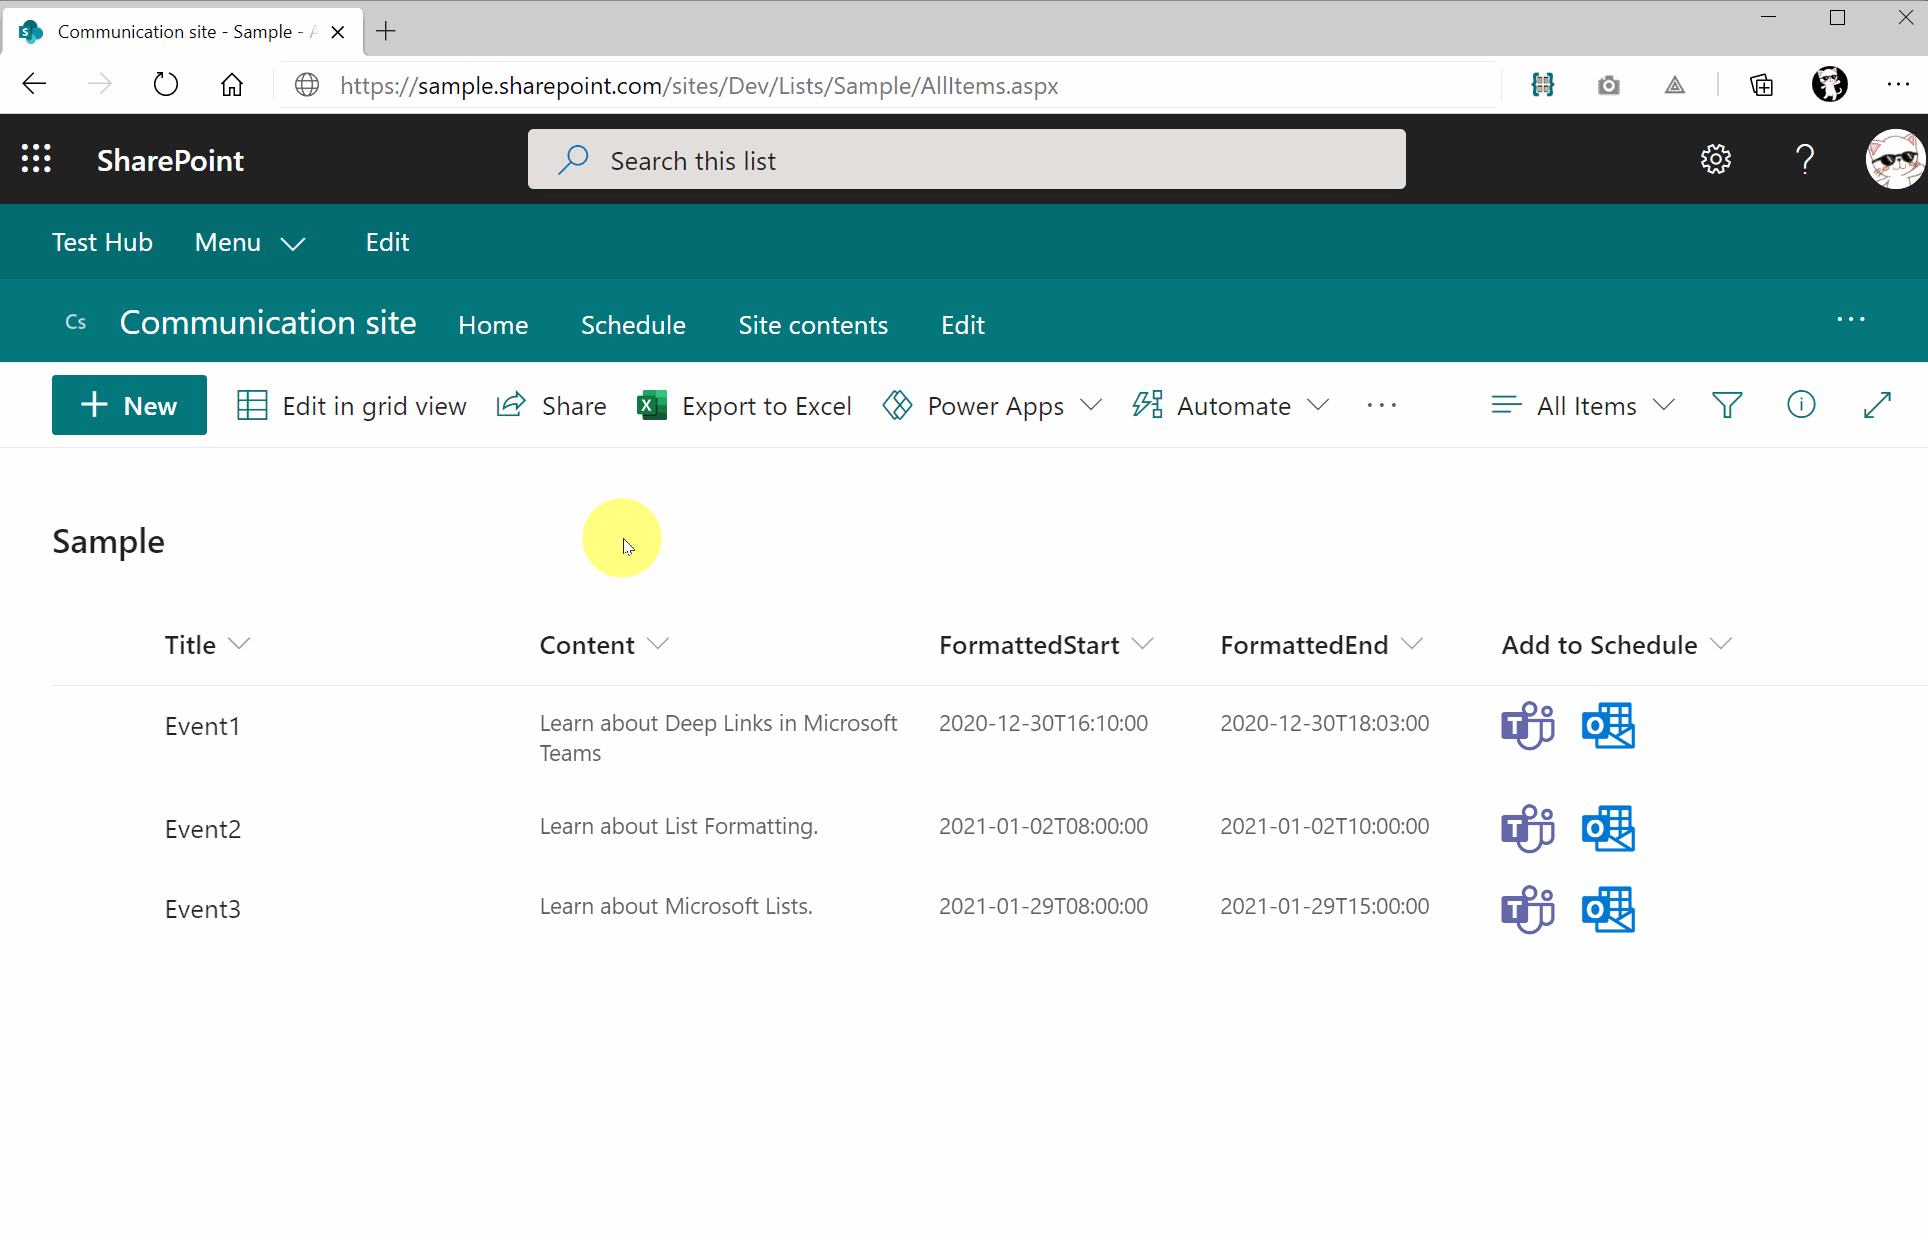 Communication site - Sample - A
https://sample.sharepoint.com/sites/Dev/Lists/Sample/AllItems.aspx
SharePoint
Search this list
Test Hub Menu Edit
Cs Communication site Home Schedule Site contents Edit
New Edit in grid view Share Export to Excel Power Apps Automate All Items
Sample
Title Content FormattedStart FormattedEnd Add to Schedule
Event1 Learn about Deep Links in Microsoft 2020-12-30T16:10:00 2020-12-30T18:03:00
Teams
Event2 Learn about List Formatting. 2021-01-02T08:00:00 2021-01-02T10:00:00
Event3 Learn about Microsoft Lists. 2021-01-29T08:00:00 2021-01-29T15:00:00